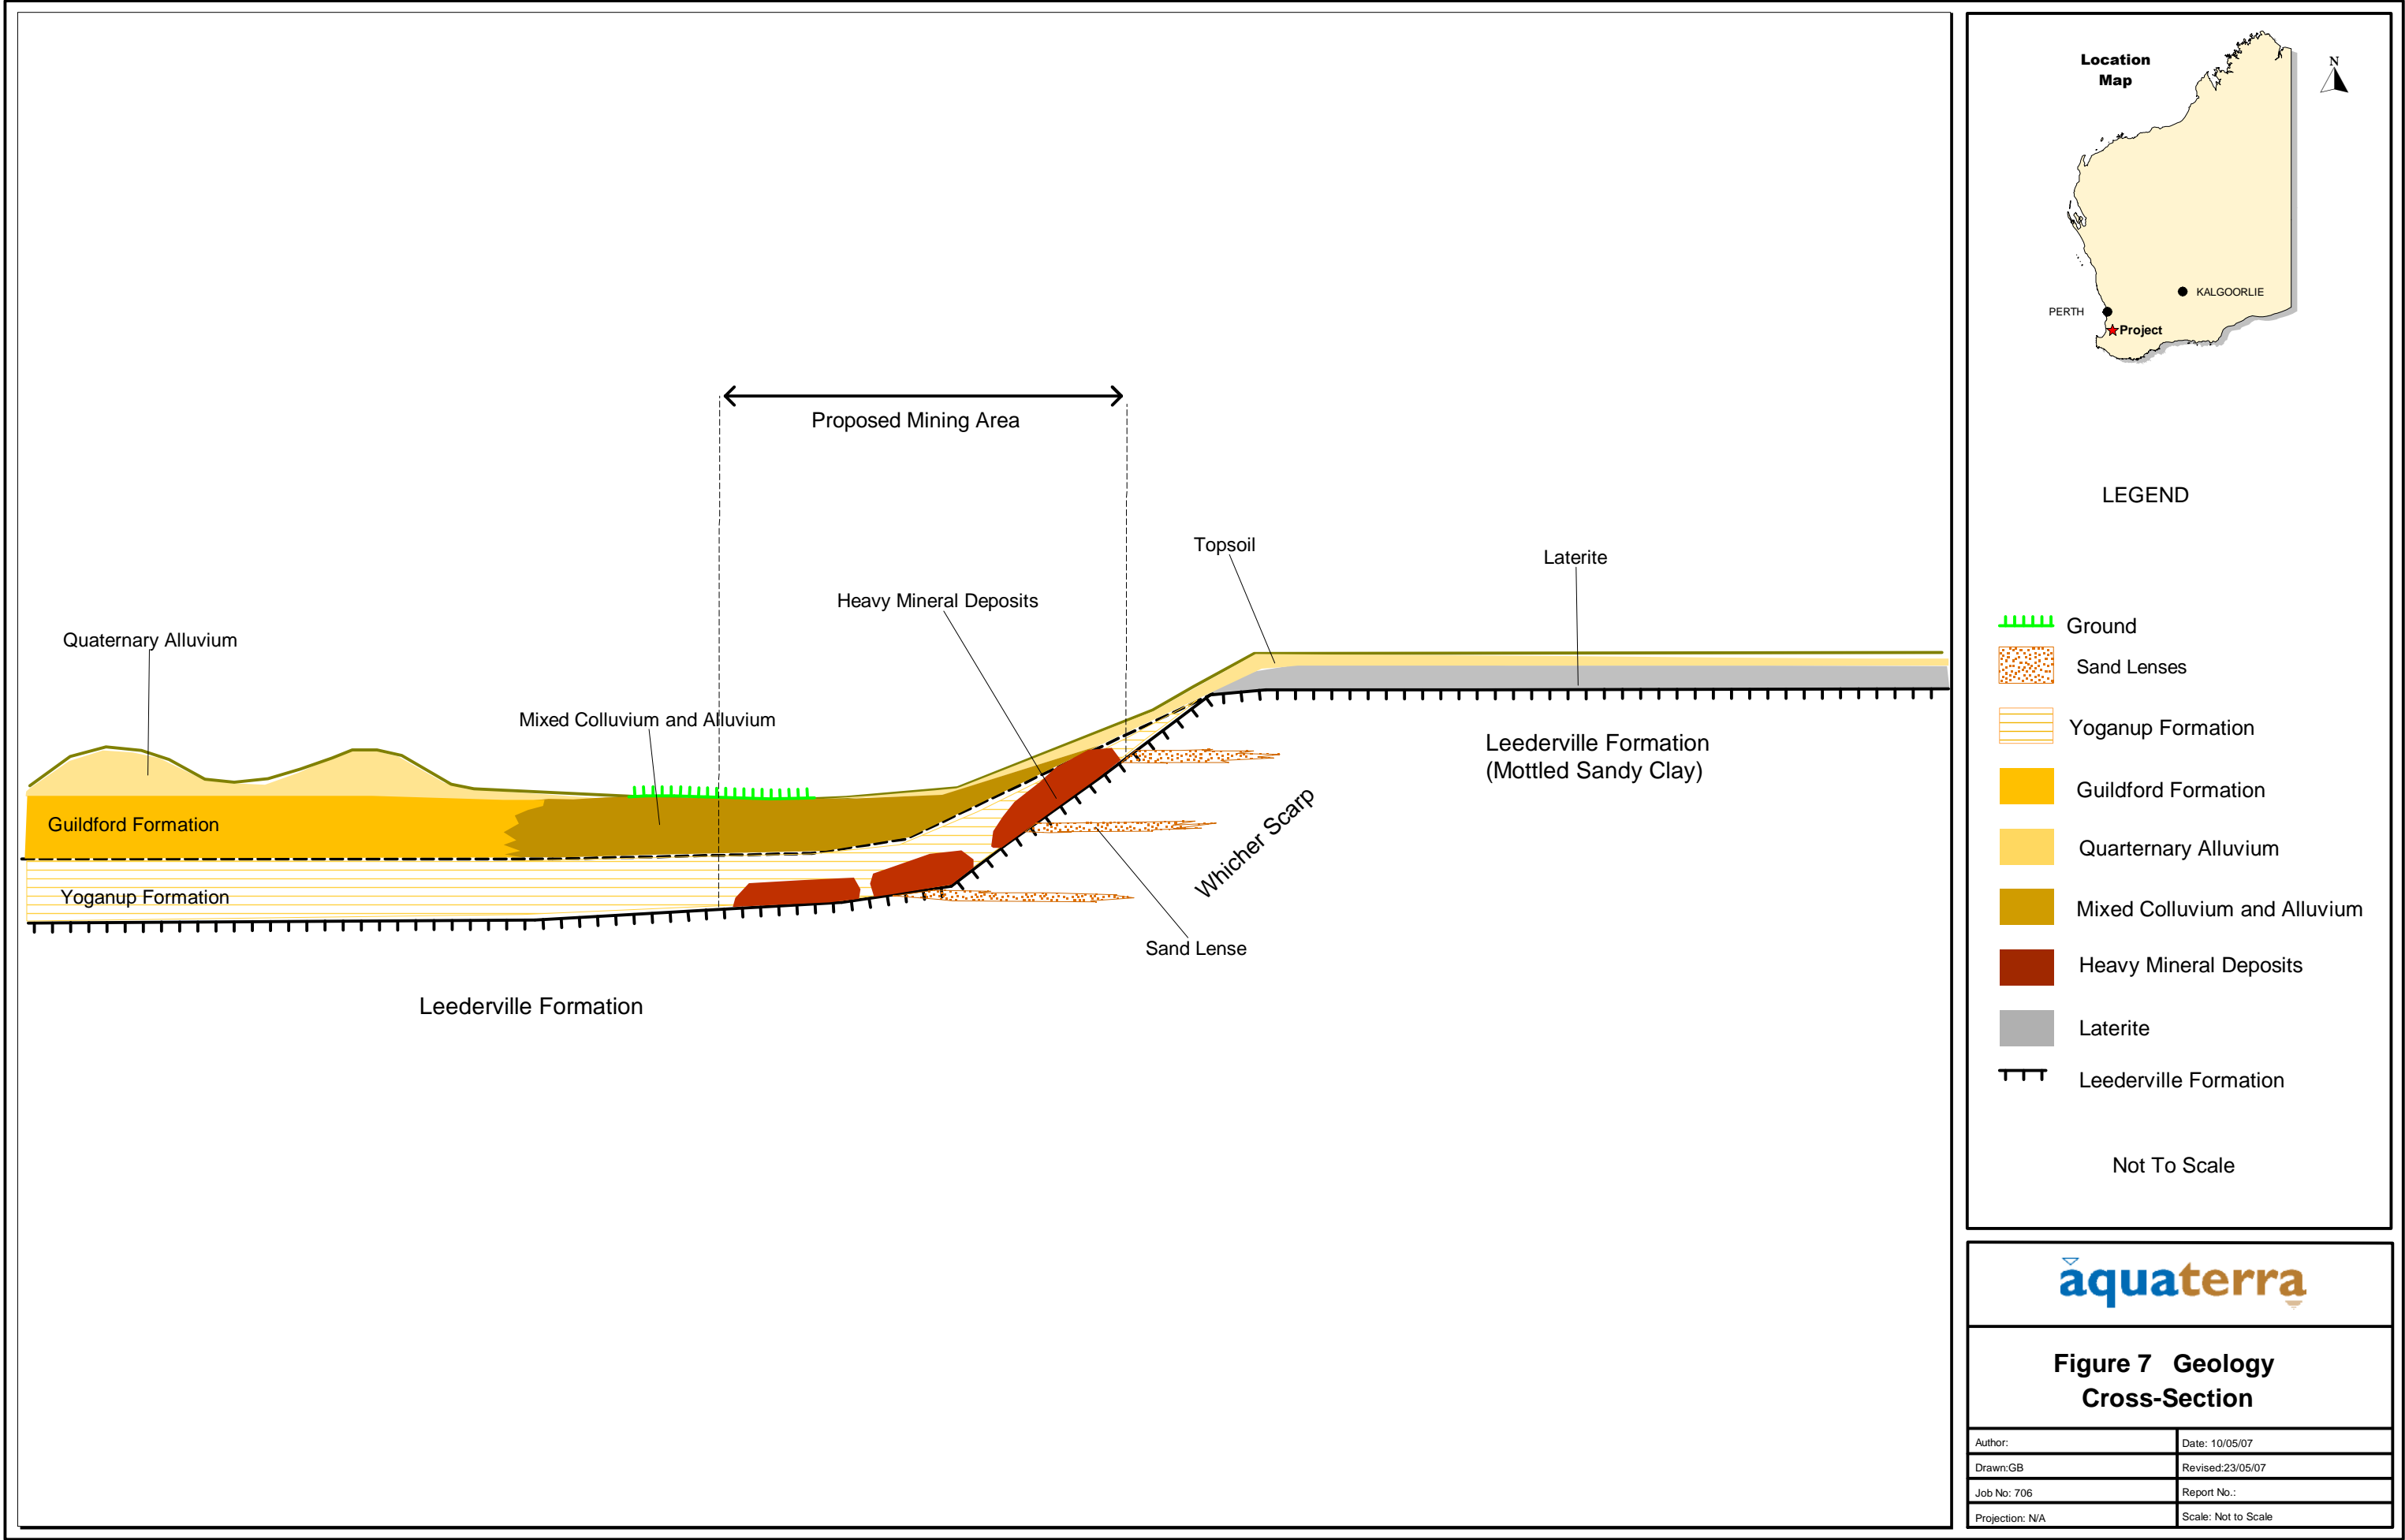 Proposed Mining Area
Topsoil
Laterite
Heavy Mineral Deposits
Quaternary Alluvium
Mixed Colluvium and Alluvium
Leederville Formation
(Mottled Sandy Clay)
Guildford Formation
Whicher Scarp
Yoganup Formation
Sand Lense
Leederville Formation
Location
Map
N
KALGOORLIE
PERTH
Project
LEGEND
Ground
Sand Lenses
Yoganup Formation
Guildford Formation
Quarternary Alluvium
Mixed Colluvium and Alluvium
Heavy Mineral Deposits
Laterite
Leederville Formation
Not To Scale
aquaterra
Figure 7 Geology
Cross-Section
Author:
Date: 10/05/07
Drawn:GB
Revised:23/05/07
Job No: 706
Report No.:
Projection: N/A
Scale: Not to Scale